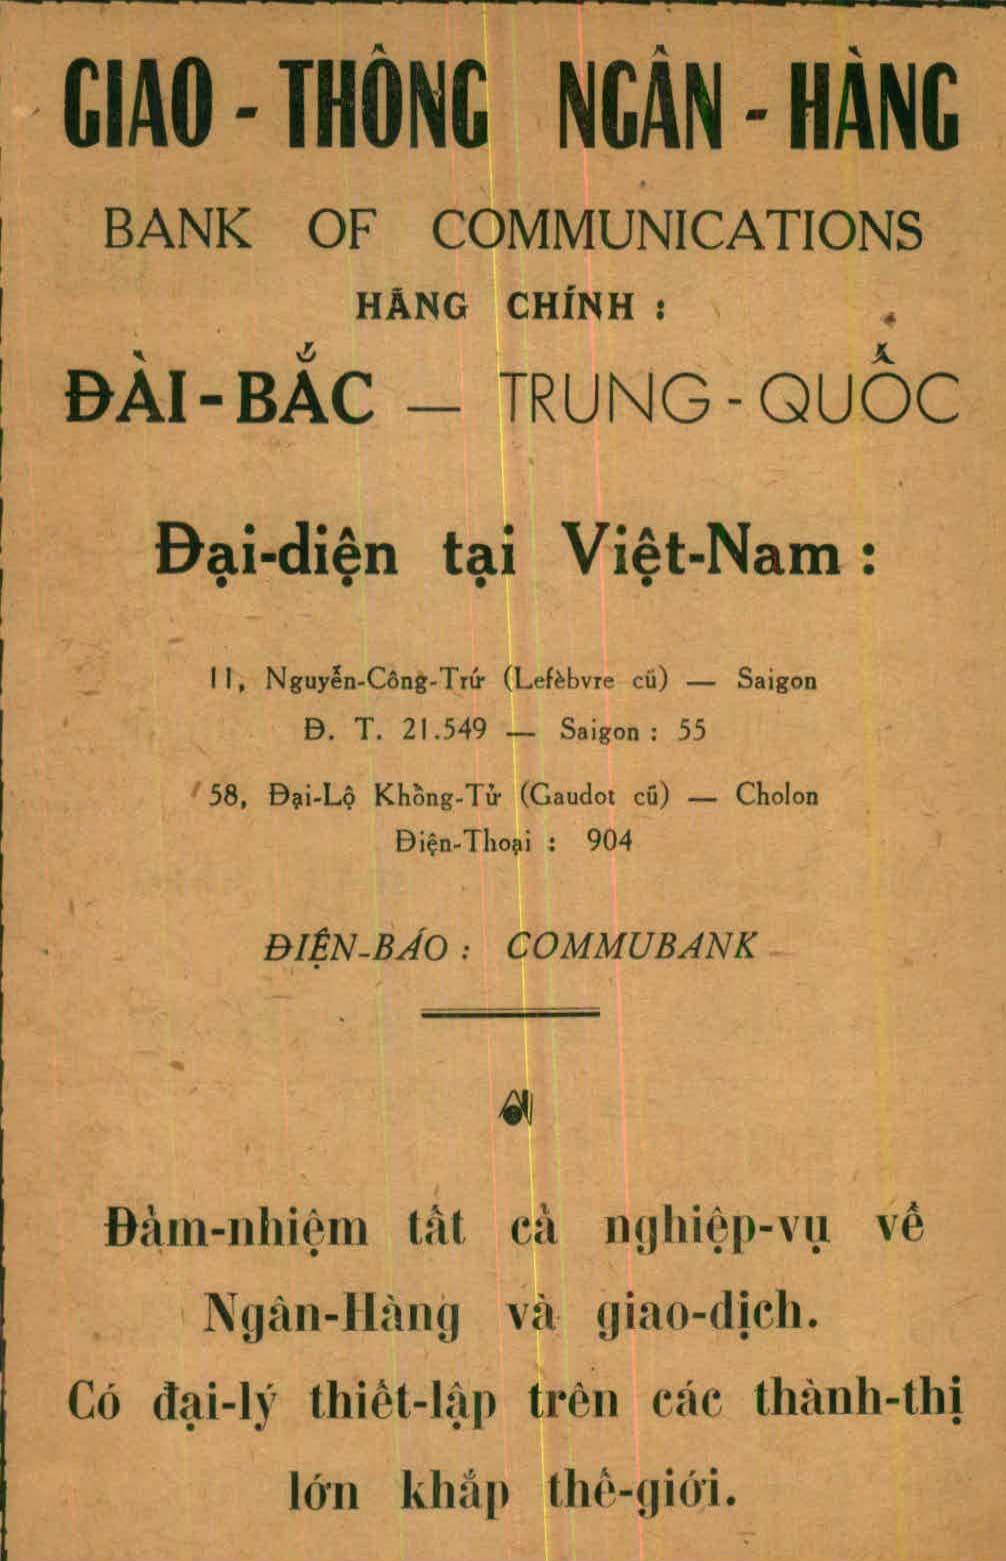 GIAO - THÔNG NGÂN - HÀNG
BANK OF COMMUNICATIONS
HÃNG CHÍNH :
ĐÀI-BẮC — TRUNG-QUỐC
Đại-diện tại Việt-Nam :
11, Nguyễn-Công-Trứ (Lefèbvre cũ) — Saigon
Đ. T. 21.549 — Saigon : 55
58, Đại-Lộ Khổng-Tử (Gaudot cũ) — Cholon
Điện-Thoại : 904
ĐIỆN-BÁO : COMMUBANK
Đảm-nhiệm tất cả nghiệp-vụ về
Ngân-Hàng và giao-dịch.
Có đại-lý thiết-lập trên các thành-thị
lớn khắp thế-giới.